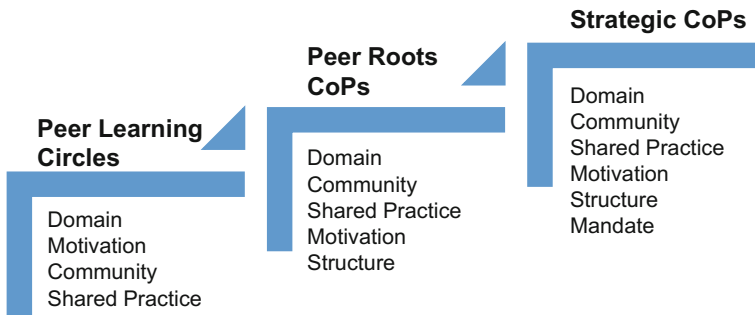 Peer Learning
Circles
Domain
Motivation
Community
Shared Practice
Peer Roots
CoPs
Domain
Community
Shared Practice
Motivation
Structure
Strategic CoPs
Domain
Community
Shared Practice
Motivation
Structure
Mandate